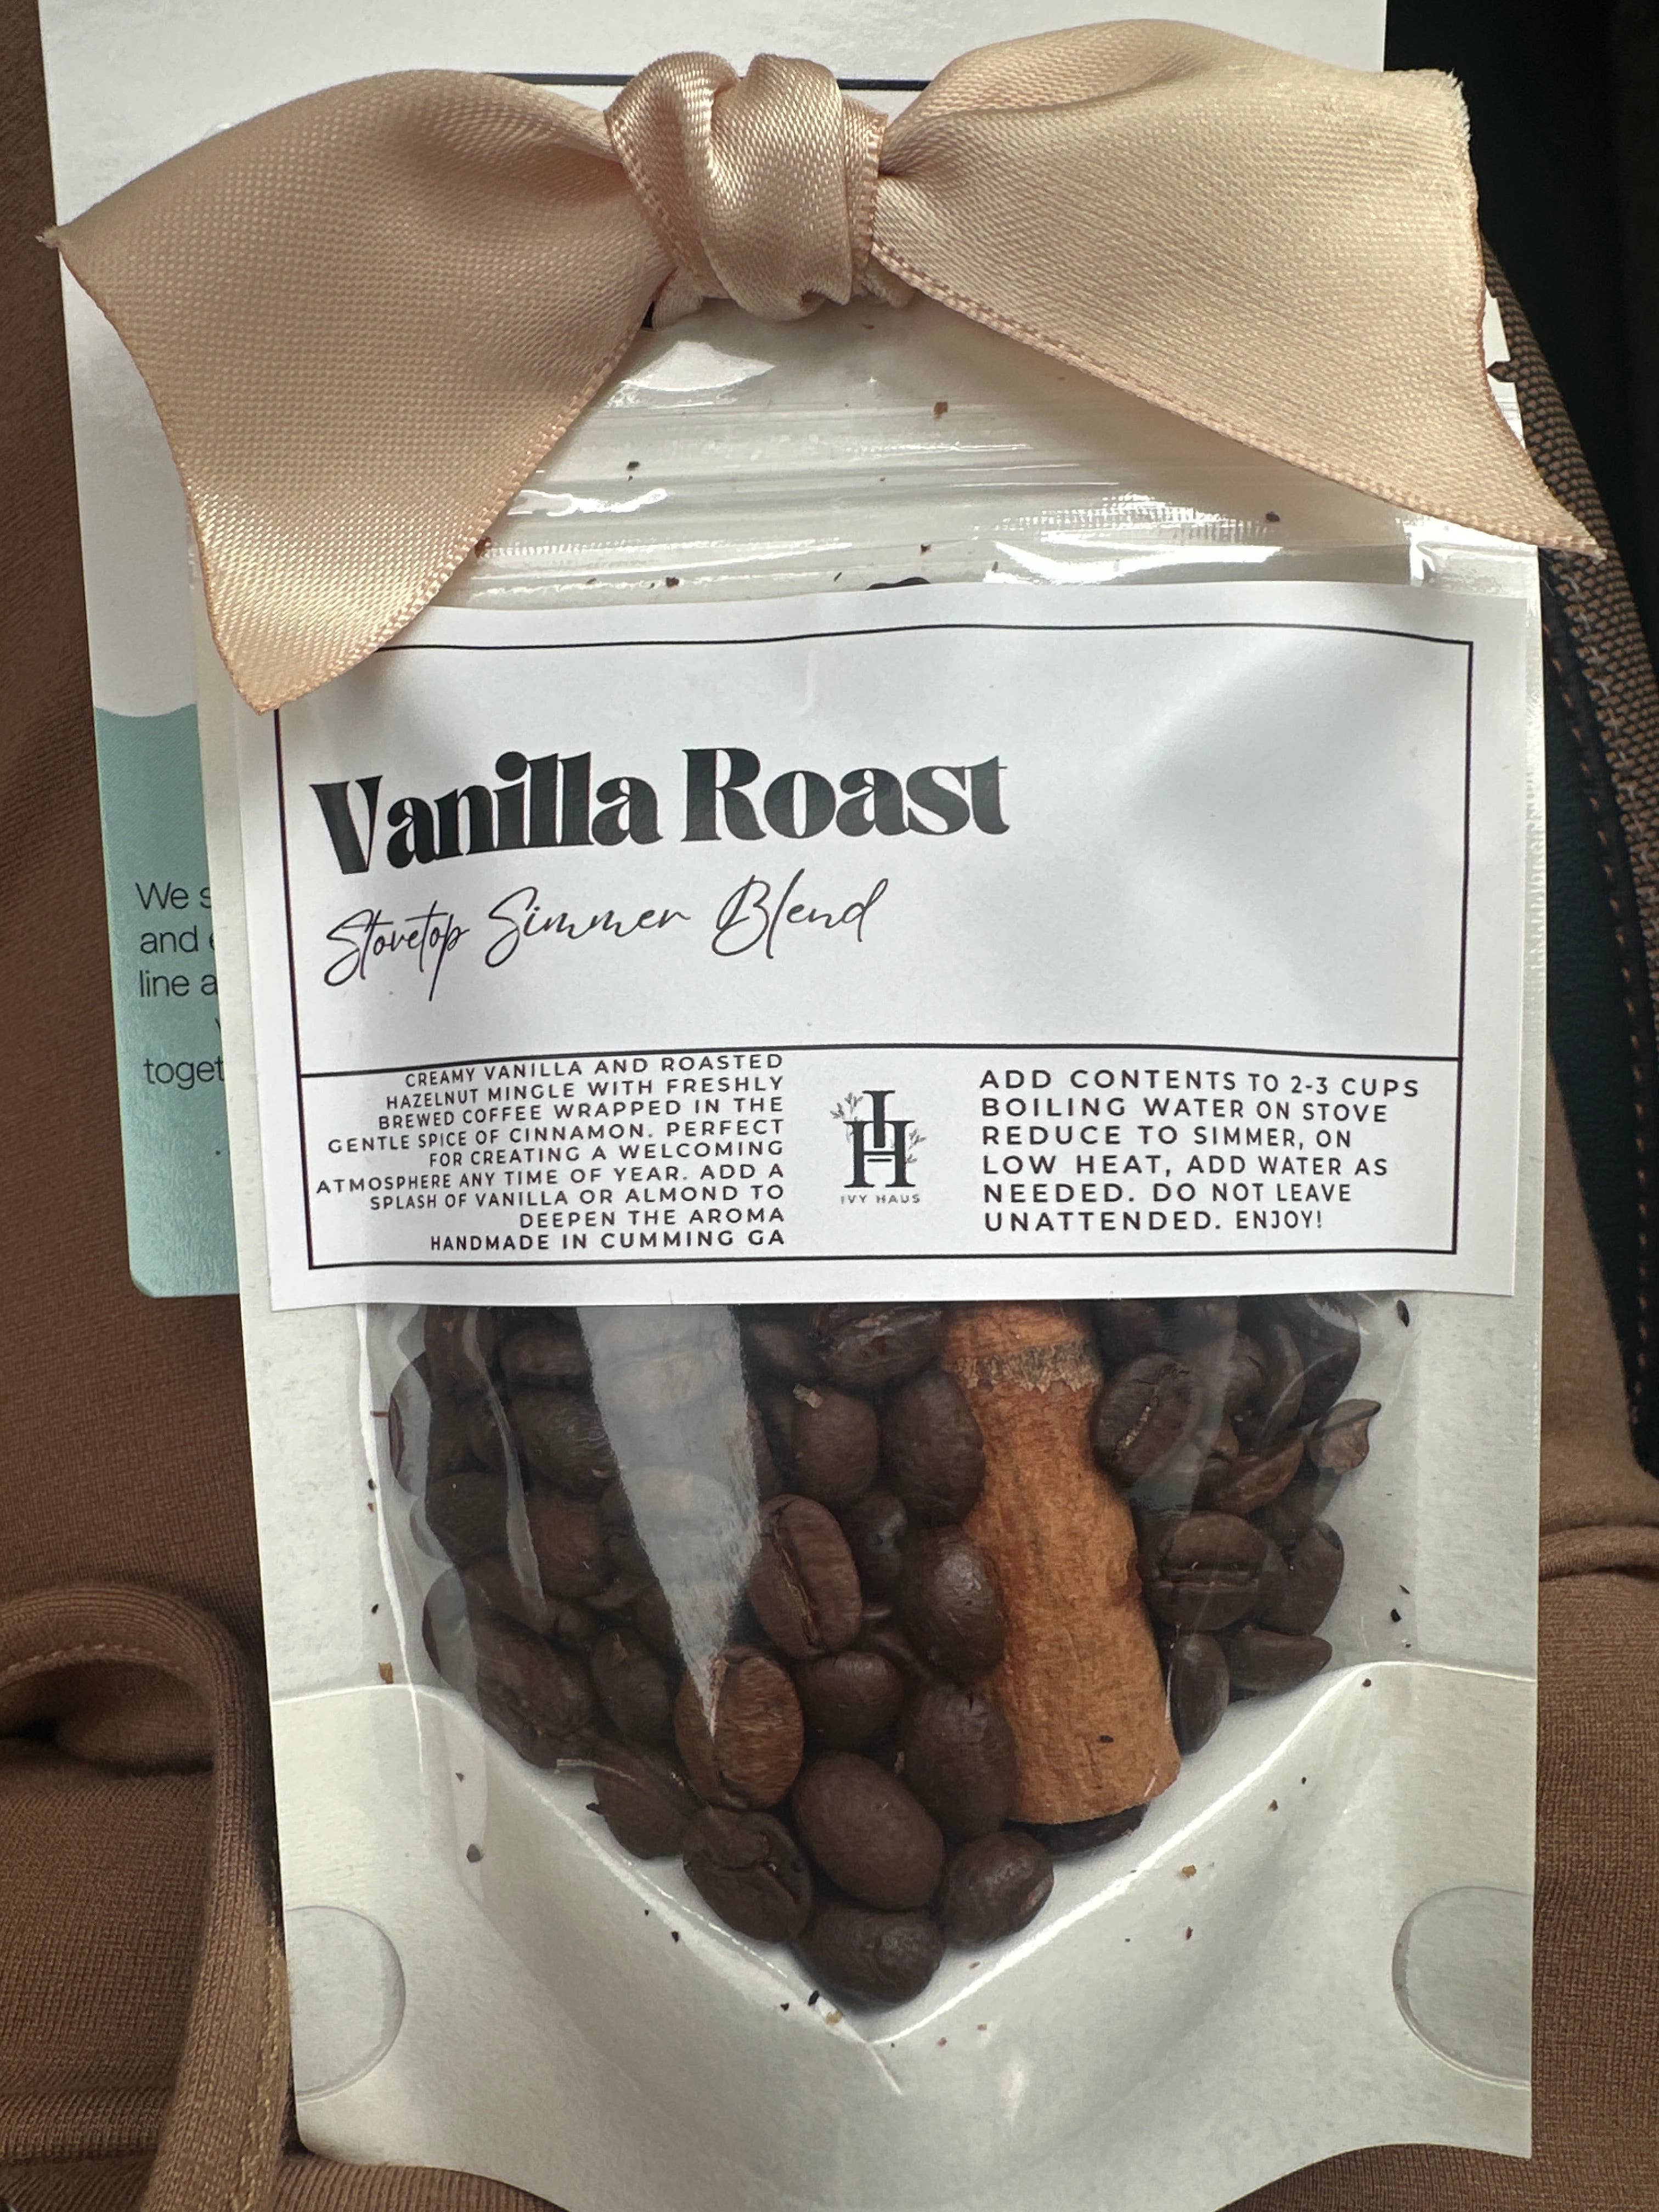 Vanilla Roast
Stovetop Simmer Blend
CREAMY VANILLA AND ROASTED
HAZELNUT MINGLE WITH FRESHLY
BREWED COFFEE WRAPPED IN THE
GENTLE SPICE OF CINNAMON. PERFECT
FOR CREATING A WELCOMING
ATMOSPHERE ANY TIME OF YEAR. ADD A
SPLASH OF VANILLA OR ALMOND TO
DEEPEN THE AROMA
HANDMADE IN CUMMING GA
IH
IVY HAUS
ADD CONTENTS TO 2-3 CUPS
BOILING WATER ON STOVE
REDUCE TO SIMMER, ON
LOW HEAT, ADD WATER AS
NEEDED. DO NOT LEAVE
UNATTENDED. ENJOY!
We
and
line